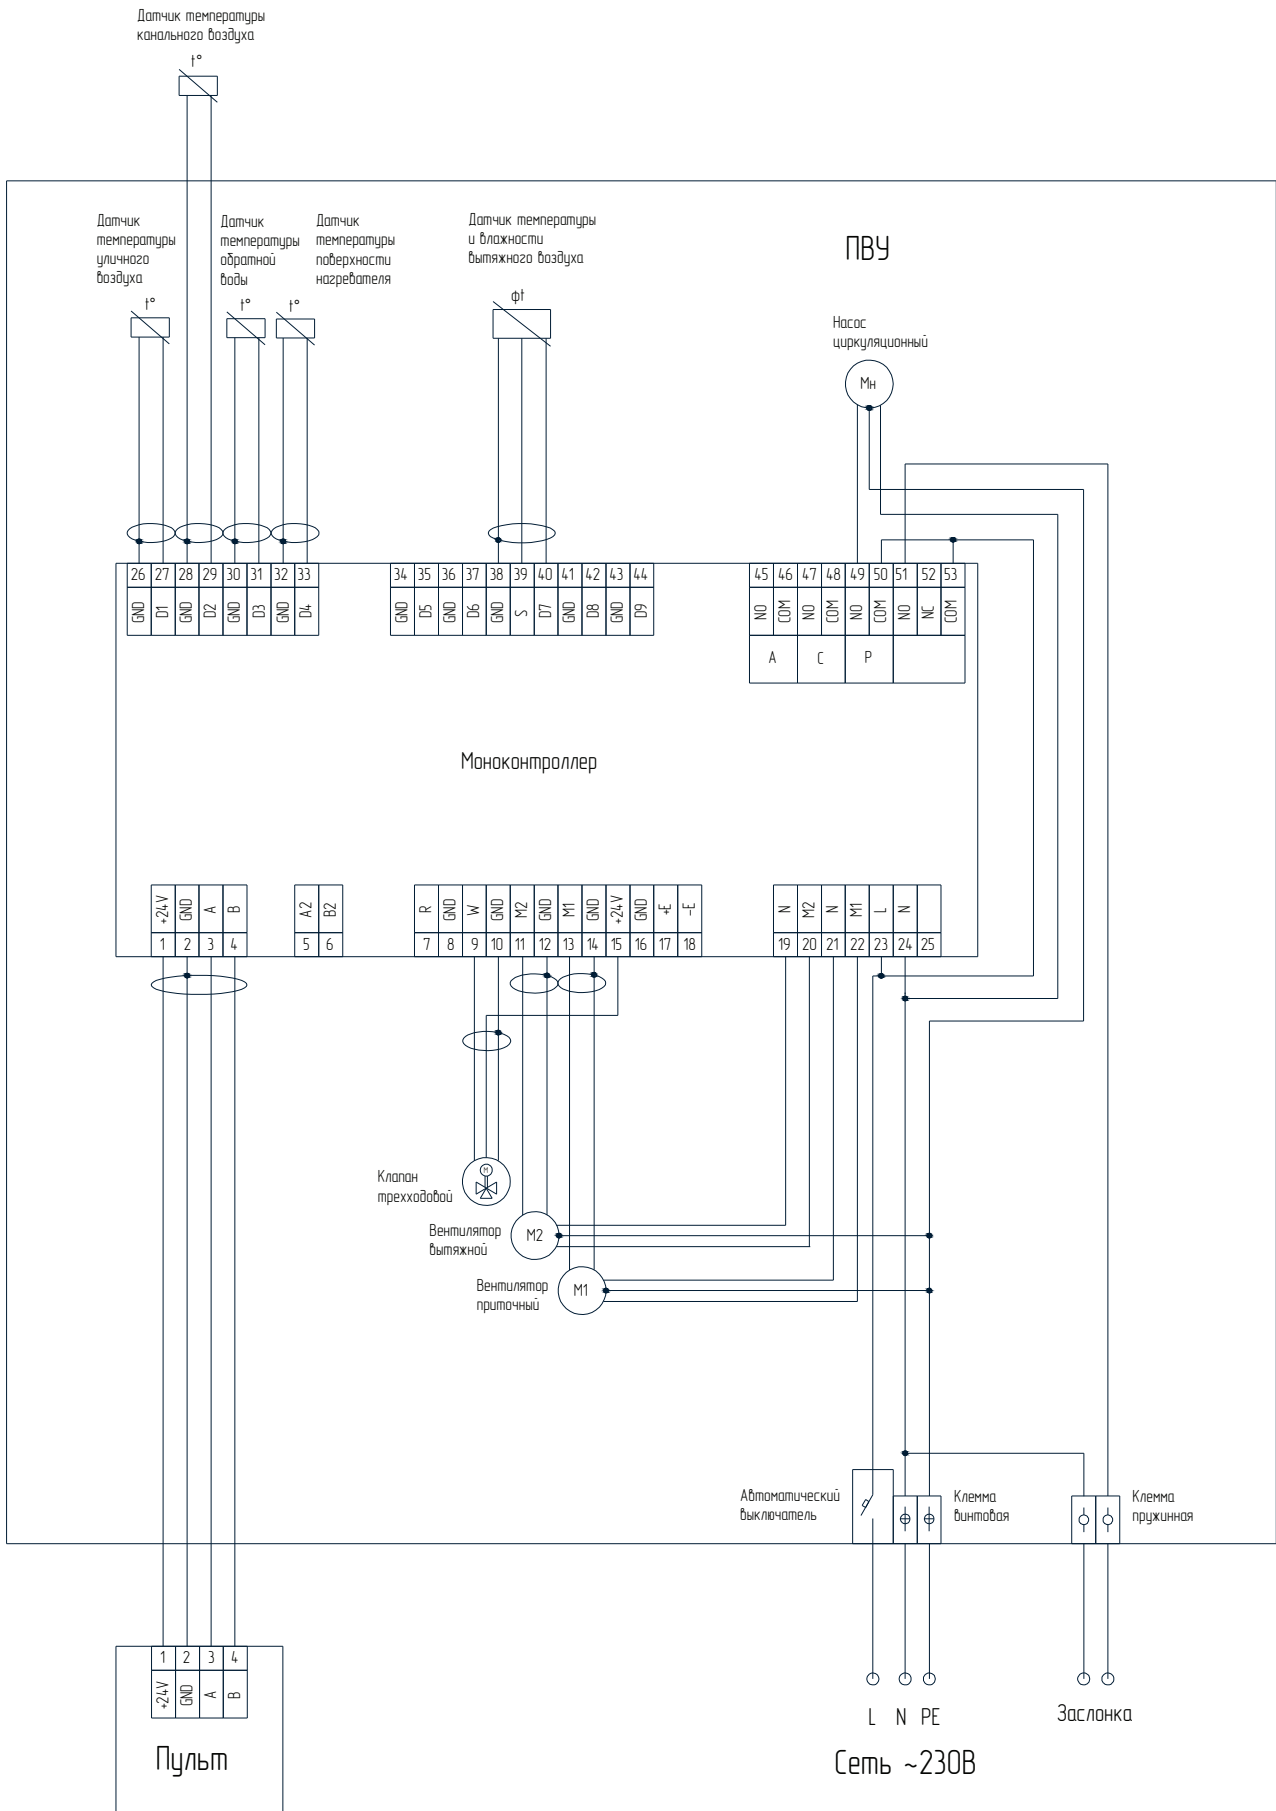 Датчик температуры
канального воздуха
t°
Датчик
температуры
уличного
воздуха
t°
Датчик
температуры
обратной
воды
t°
Датчик
температуры
поверхности
нагревателя
t°
Датчик температуры
и влажности
вытяжного воздуха
φt
ПВУ
Насос
циркуляционный
Мн
26 27 28 29 30 31 32 33
GND D1 GND D2 GND D3 GND D4
34 35 36 37 38 39 40 41 42 43 44
GND D5 GND D6 GND S D7 GND D8 GND D9
45 46 47 48 49 50 51 52 53
NO COM NO COM NO COM NO NC COM
A C P
Моноконтроллер
+24V GND A B
1 2 3 4
A2 B2
5 6
R GND W GND M2 GND M1 GND +24V GND +E -E
7 8 9 10 11 12 13 14 15 16 17 18
N M2 N M1 L N
19 20 21 22 23 24 25
Клапан
трехходовой
М
Вентилятор
вытяжной
М2
Вентилятор
приточный
М1
Автоматический
выключатель
Клемма
винтовая
Клемма
пружинная
1 2 3 4
+24V GND A B
Пульт
L N PE
Сеть ~230В
Заслонка